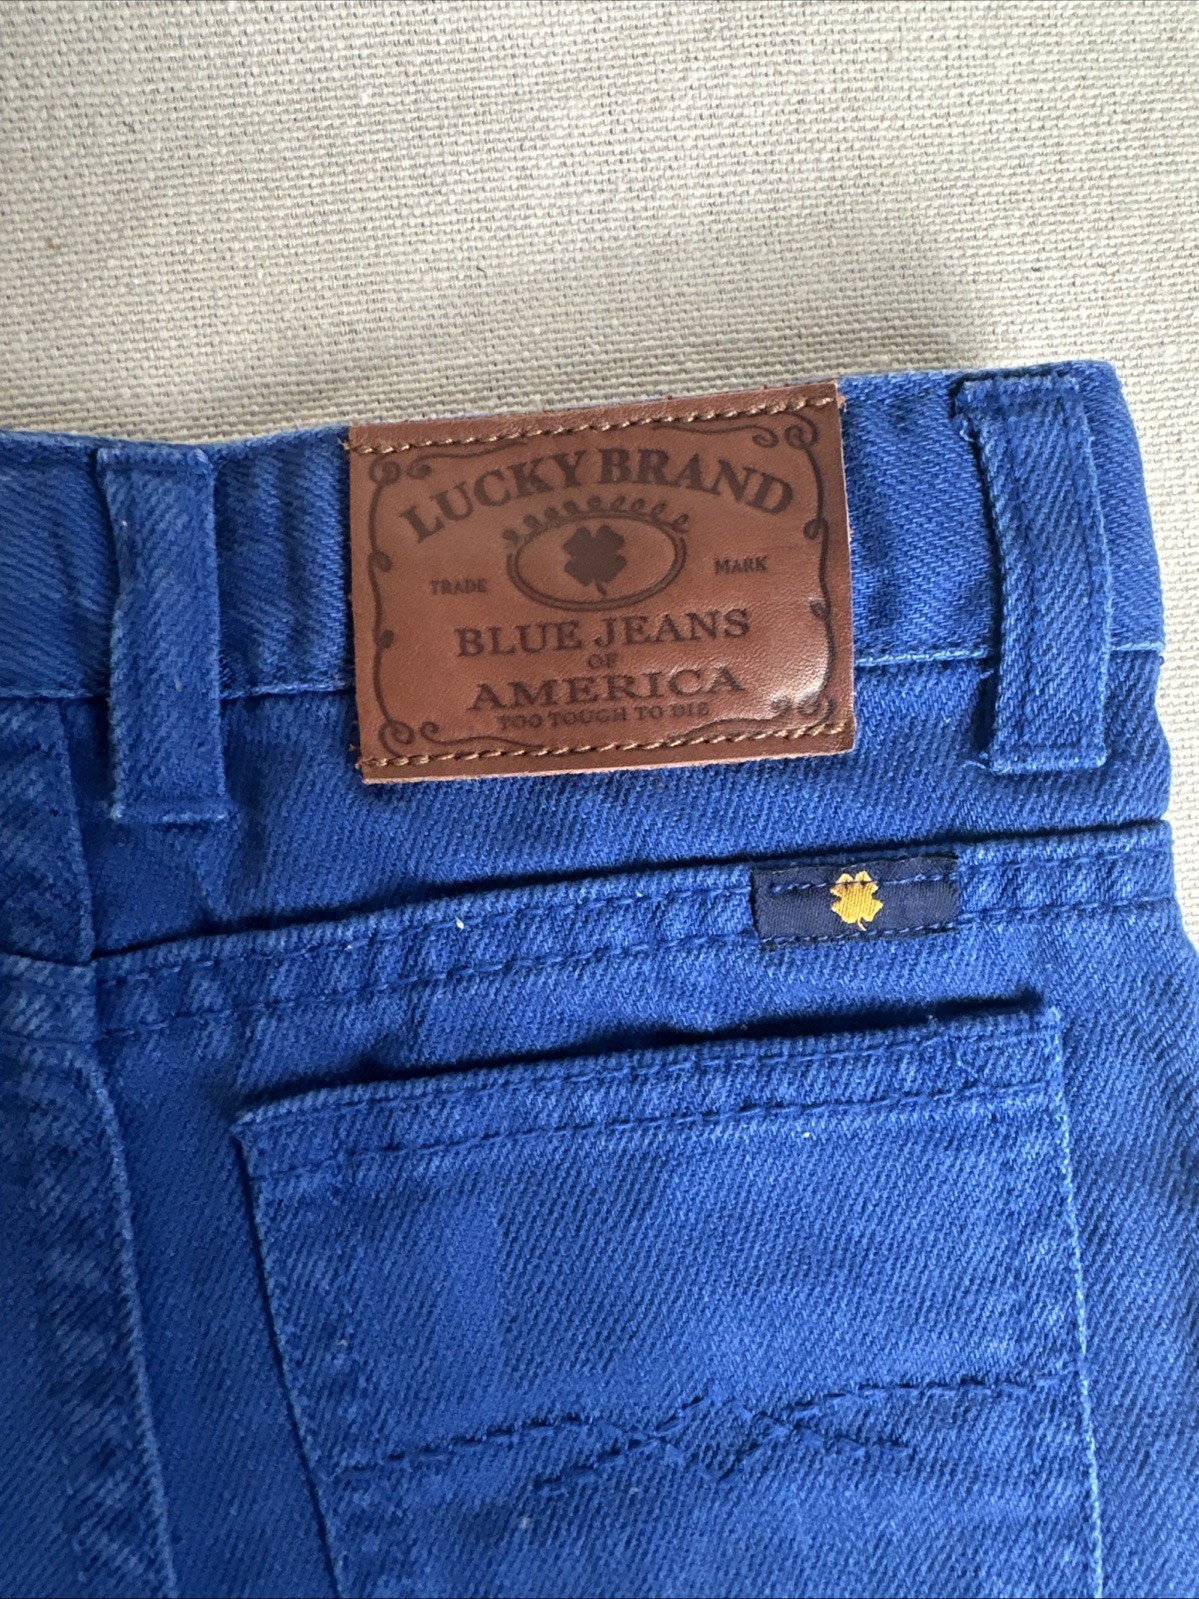 LUCKY BRAND
TRADE MARK
BLUE JEANS
OF
AMERICA
TOO TOUGH TO DIE